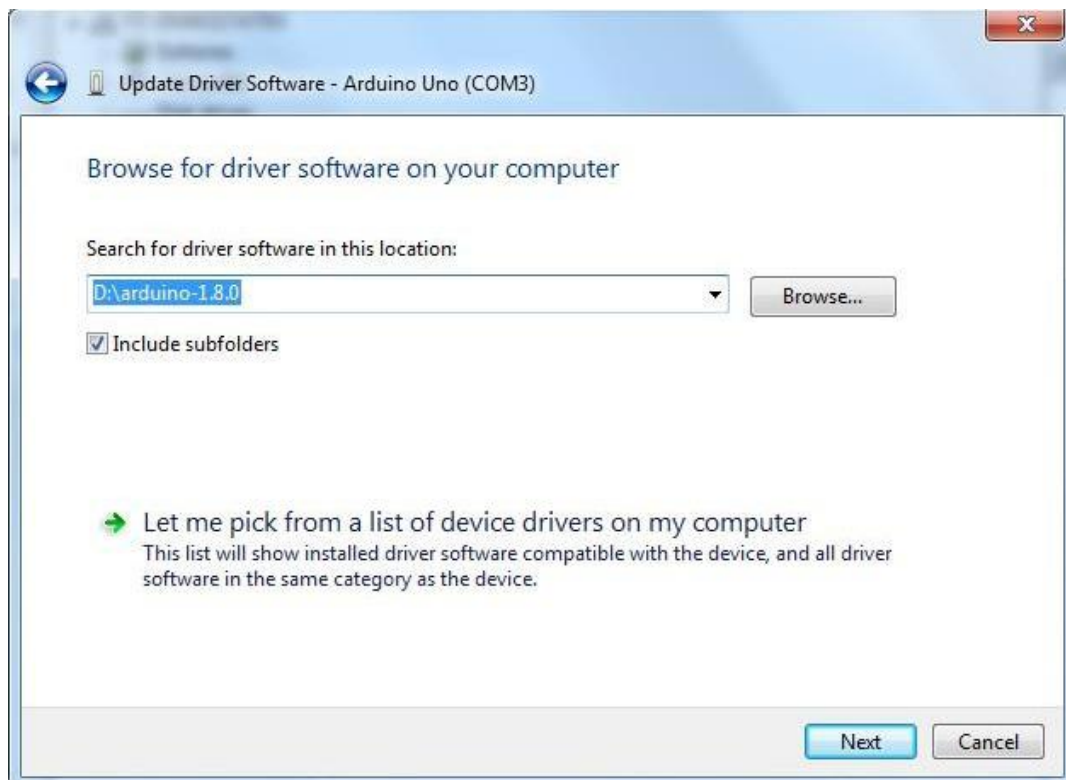 Update Driver Software - Arduino Uno (COM3)
Browse for driver software on your computer
Search for driver software in this location:
D:\arduino-1.8.0
Browse...
Include subfolders
Let me pick from a list of device drivers on my computer
This list will show installed driver software compatible with the device, and all driver
software in the same category as the device.
Next
Cancel